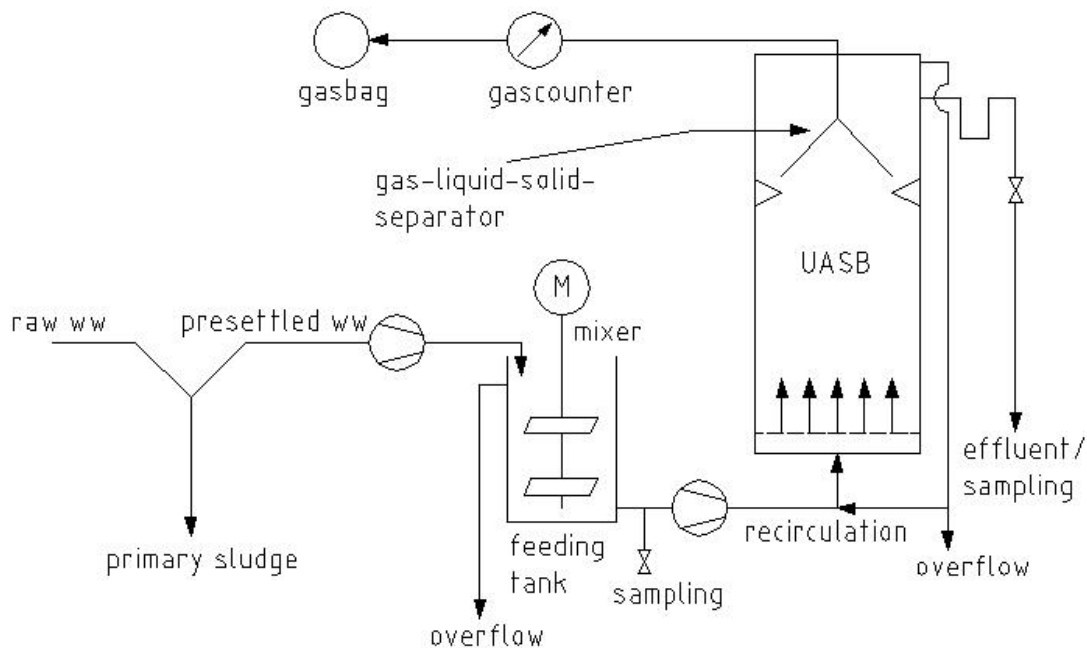 gasbag
gascounter
gas-liquid-solid-
separator
UASB
M
raw ww
presettled ww
mixer
effluent/
sampling
recirculation
primary sludge
feeding
tank
sampling
overflow
overflow